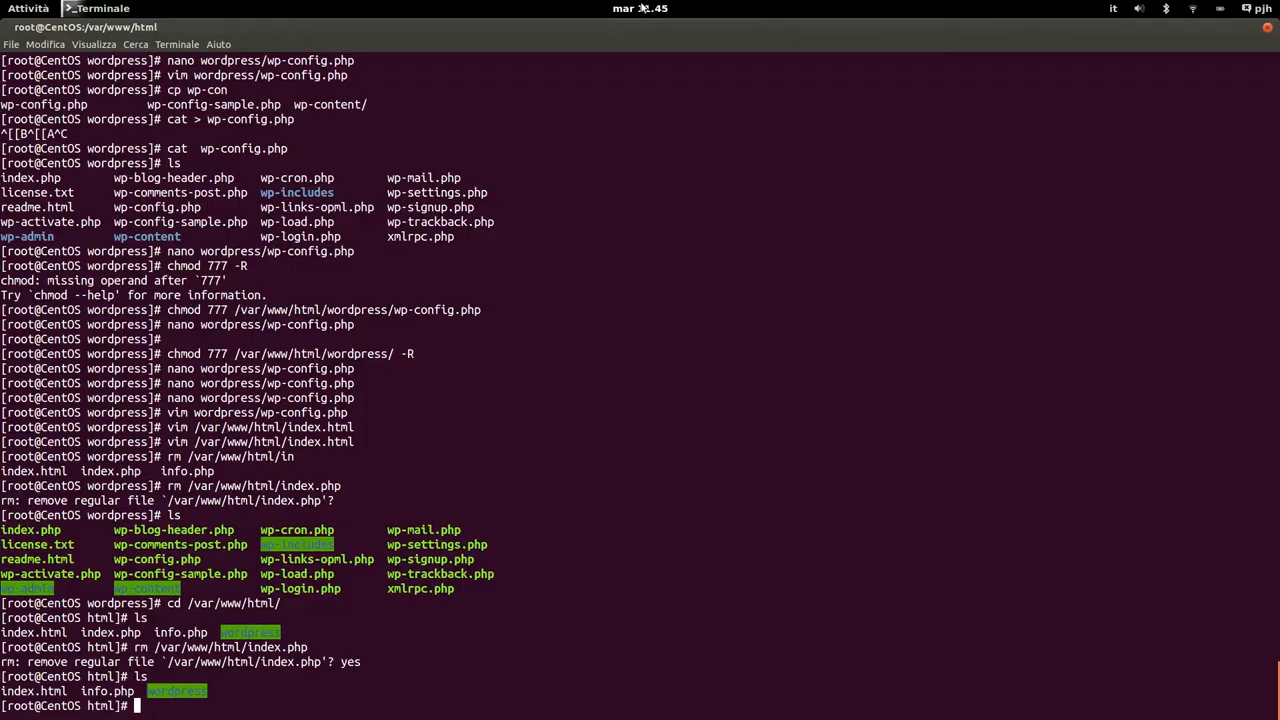 Attività
Terminale
mar 11.45
it
pjh
root@CentOS:/var/www/html
File Modifica Visualizza Cerca Terminale Aiuto
[root@CentOS wordpress]# nano wordpress/wp-config.php
[root@CentOS wordpress]# vim wordpress/wp-config.php
[root@CentOS wordpress]# cp wp-con
wp-config.php wp-config-sample.php wp-content/
[root@CentOS wordpress]# cat > wp-config.php
^[[B^[[A^C
[root@CentOS wordpress]# cat  wp-config.php
[root@CentOS wordpress]# ls
index.php wp-blog-header.php wp-cron.php wp-mail.php
license.txt wp-comments-post.php wp-includes wp-settings.php
readme.html wp-config.php wp-links-opml.php wp-signup.php
wp-activate.php wp-config-sample.php wp-load.php wp-trackback.php
wp-admin wp-content wp-login.php xmlrpc.php
[root@CentOS wordpress]# nano wordpress/wp-config.php
[root@CentOS wordpress]# chmod 777 -R
chmod: missing operand after `777'
Try `chmod --help' for more information.
[root@CentOS wordpress]# chmod 777 /var/www/html/wordpress/wp-config.php
[root@CentOS wordpress]# nano wordpress/wp-config.php
[root@CentOS wordpress]#
[root@CentOS wordpress]# chmod 777 /var/www/html/wordpress/ -R
[root@CentOS wordpress]# nano wordpress/wp-config.php
[root@CentOS wordpress]# nano wordpress/wp-config.php
[root@CentOS wordpress]# nano wordpress/wp-config.php
[root@CentOS wordpress]# vim wordpress/wp-config.php
[root@CentOS wordpress]# vim /var/www/html/index.html
[root@CentOS wordpress]# vim /var/www/html/index.html
[root@CentOS wordpress]# rm /var/www/html/in
index.html index.php info.php
[root@CentOS wordpress]# rm /var/www/html/index.php
rm: remove regular file `/var/www/html/index.php'?
[root@CentOS wordpress]# ls
index.php wp-blog-header.php wp-cron.php wp-mail.php
license.txt wp-comments-post.php wp-includes wp-settings.php
readme.html wp-config.php wp-links-opml.php wp-signup.php
wp-activate.php wp-config-sample.php wp-load.php wp-trackback.php
wp-admin wp-content wp-login.php xmlrpc.php
[root@CentOS wordpress]# cd /var/www/html/
[root@CentOS html]# ls
index.html index.php info.php wordpress
[root@CentOS html]# rm /var/www/html/index.php
rm: remove regular file `/var/www/html/index.php'? yes
[root@CentOS html]# ls
index.html info.php wordpress
[root@CentOS html]#